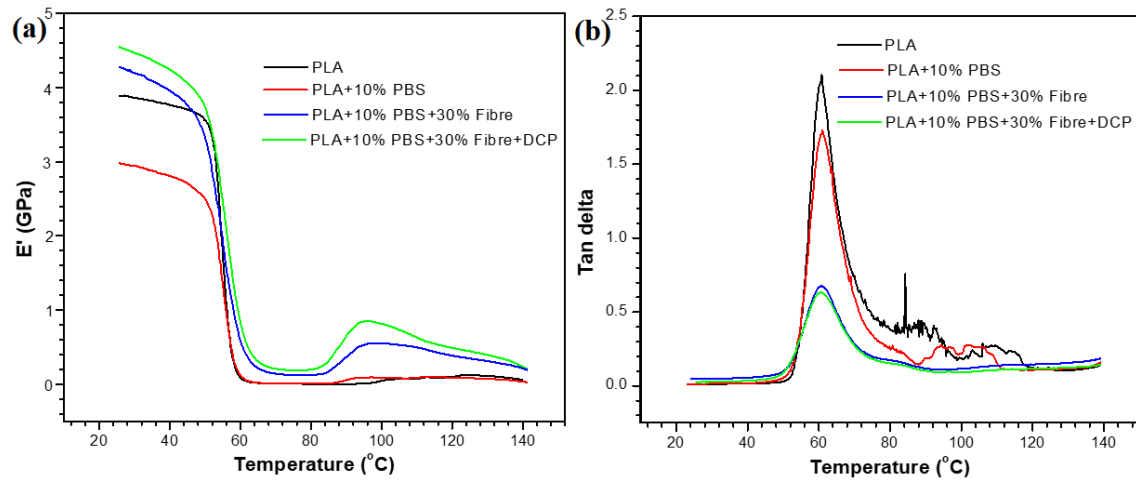 (a)
5
4
3
2
1
0
E' (GPa)
PLA
PLA+10% PBS
PLA+10% PBS+30% Fibre
PLA+10% PBS+30% Fibre+DCP
20 40 60 80 100 120 140
Temperature (°C)
(b)
2.5
2.0
1.5
1.0
0.5
0.0
Tan delta
PLA
PLA+10% PBS
PLA+10% PBS+30% Fibre
PLA+10% PBS+30% Fibre+DCP
20 40 60 80 100 120 140
Temperature (°C)